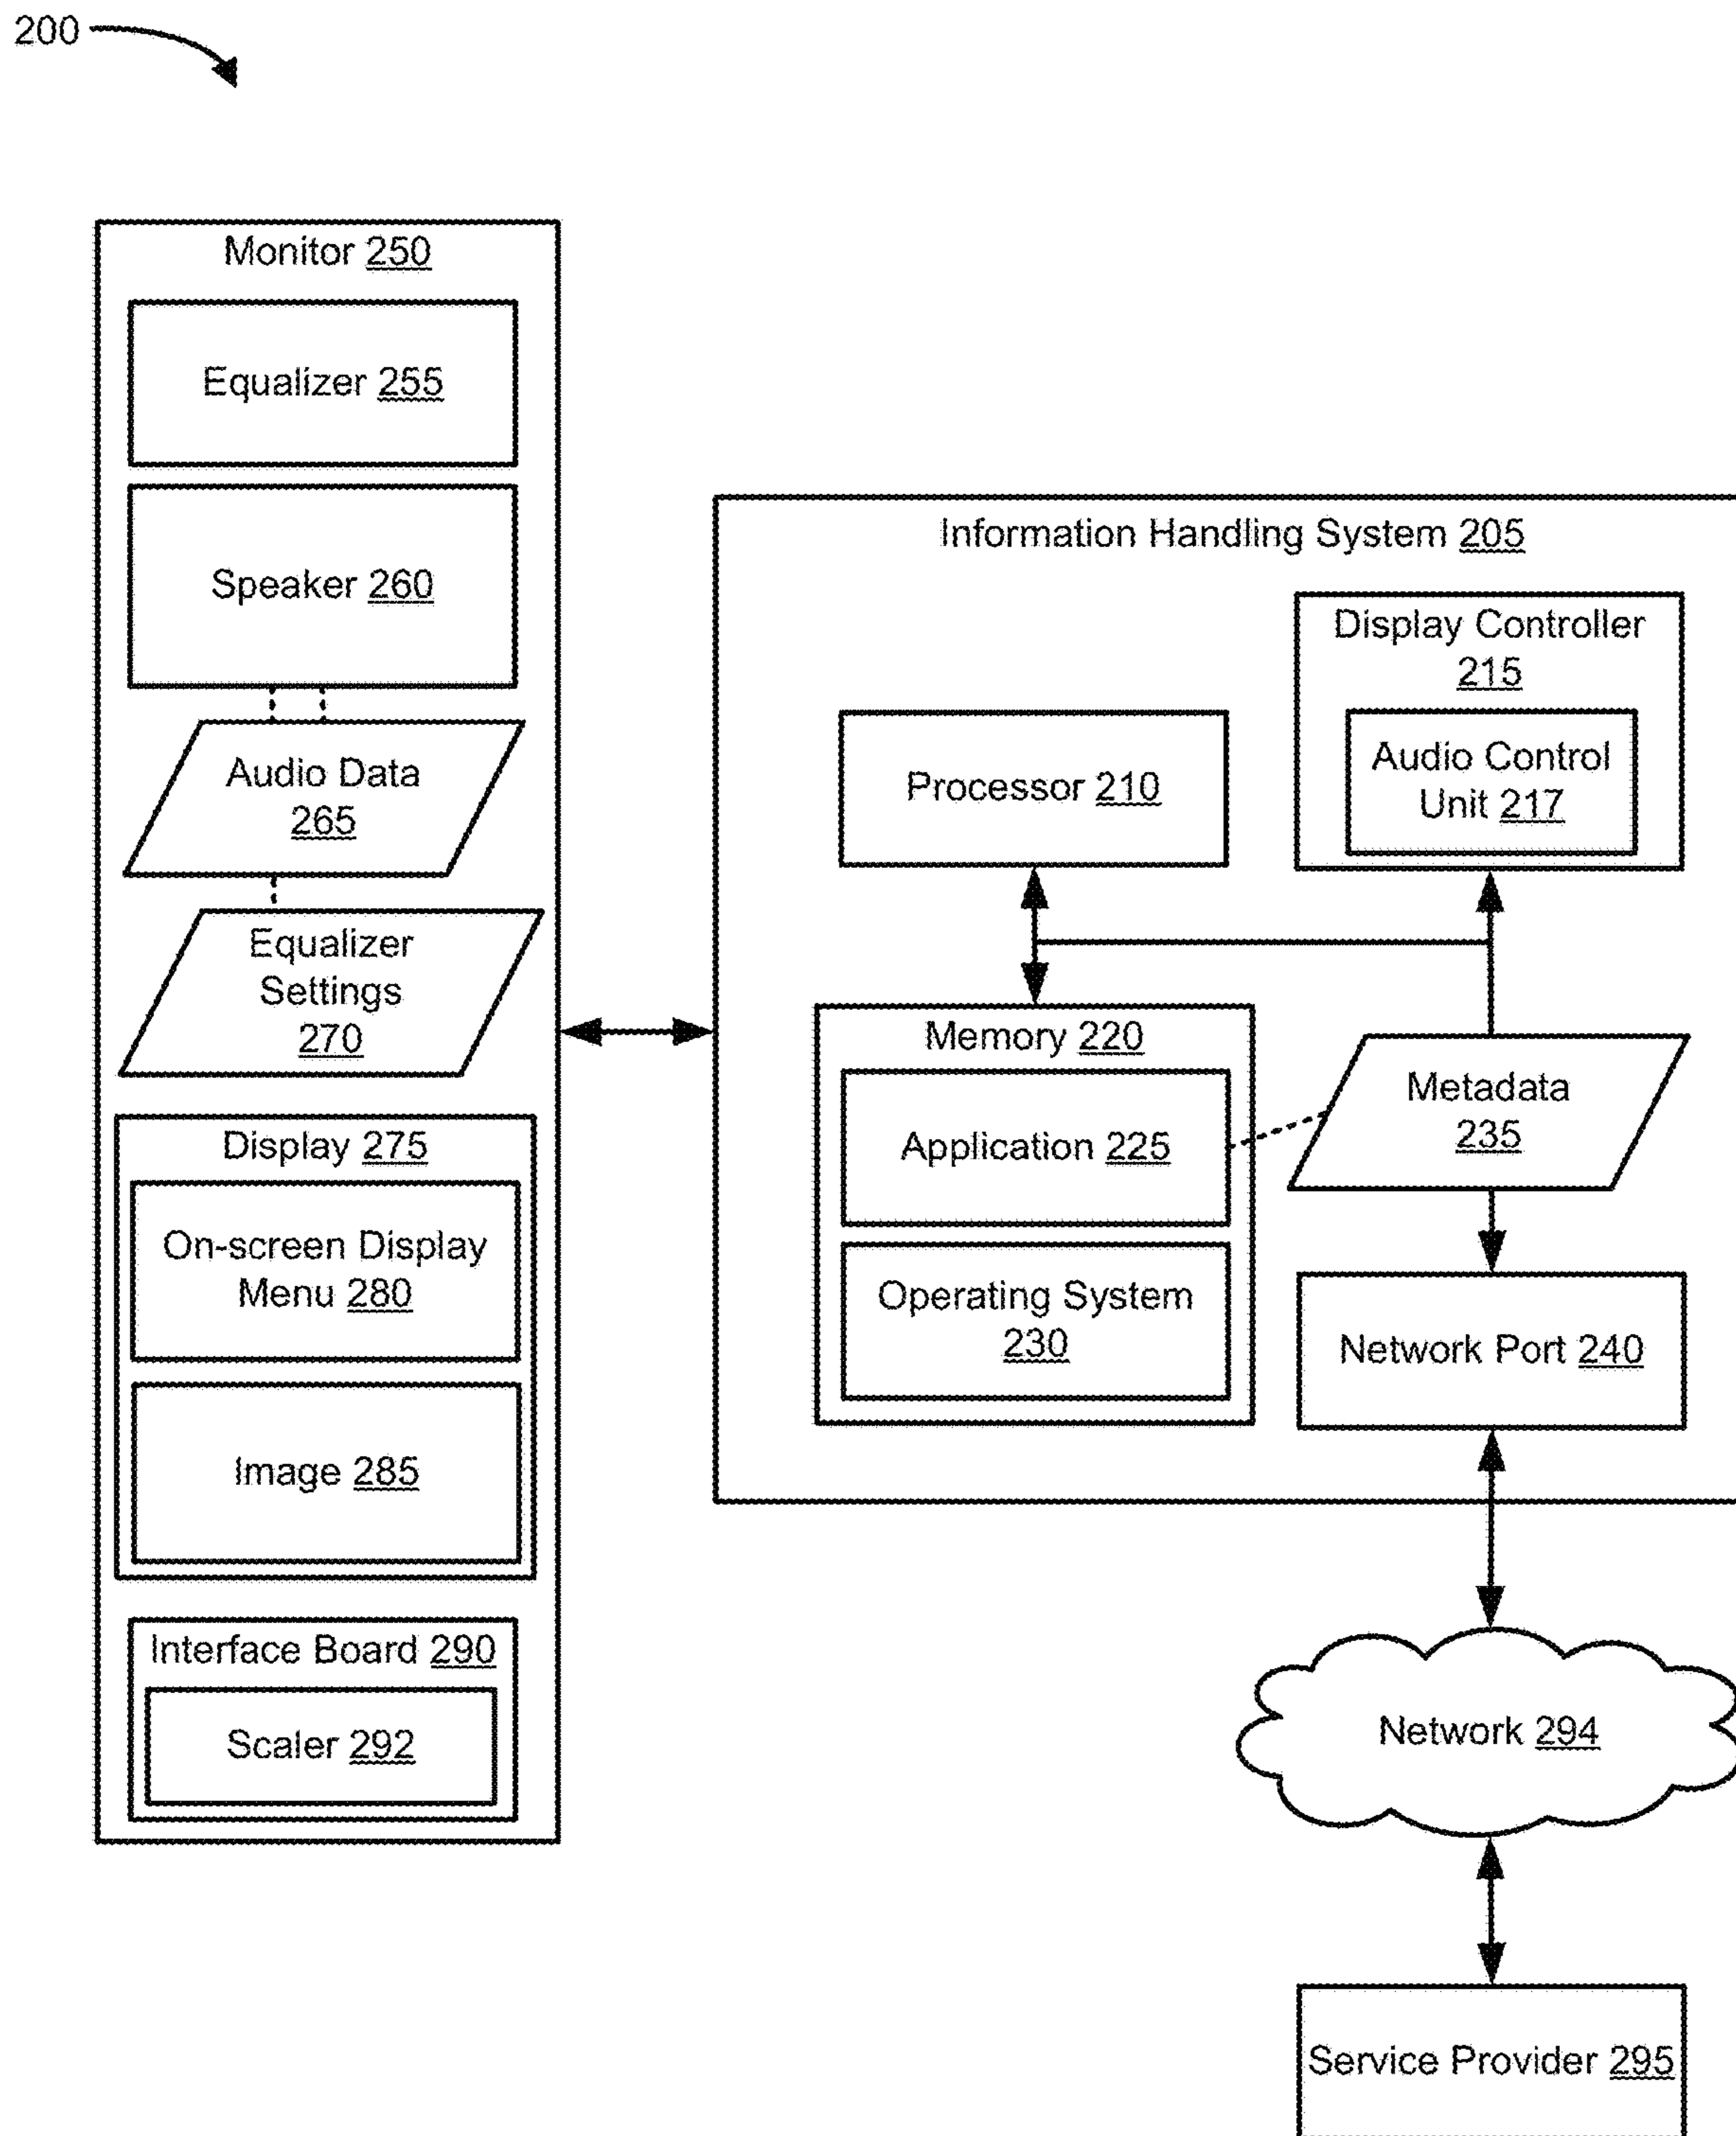 200
Monitor 250
Equalizer 255
Speaker 260
Audio Data
265
Equalizer
Settings
270
Display 275
On-screen Display
Menu 280
Image 285
Interface Board 290
Scaler 292
Information Handling System 205
Display Controller
215
Audio Control
Unit 217
Processor 210
Memory 220
Application 225
Operating System
230
Metadata
235
Network Port 240
Network 294
Service Provider 295